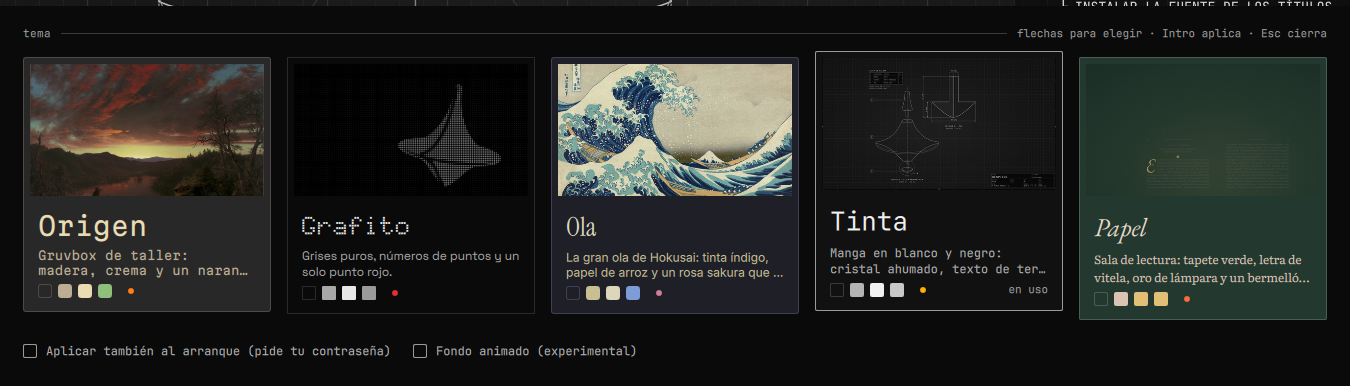 INSTALAR LA FUENTE DE LOS TÍTULOS
tema
flechas para elegir · Intro aplica · Esc cierra
Origen
Gruvbox de taller:
madera, crema y un naran…
Grafito
Grises puros, números de puntos y un
solo punto rojo.
Ola
La gran ola de Hokusai: tinta índigo,
papel de arroz y un rosa sakura que ...
Tinta
Manga en blanco y negro:
cristal ahumado, texto de ter…
en uso
Papel
Sala de lectura: tapete verde, letra de
vitela, oro de lámpara y un bermelló…
Aplicar también al arranque (pide tu contraseña)
Fondo animado (experimental)